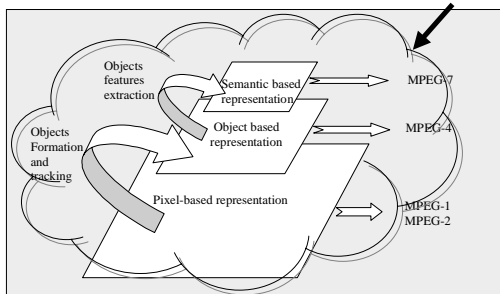 Objects
features
extraction
Semantic based
representation
MPEG-7
Objects
Formation
and
tracking
Object based
representation
MPEG-4
Pixel-based representation
MPEG-1
MPEG-2